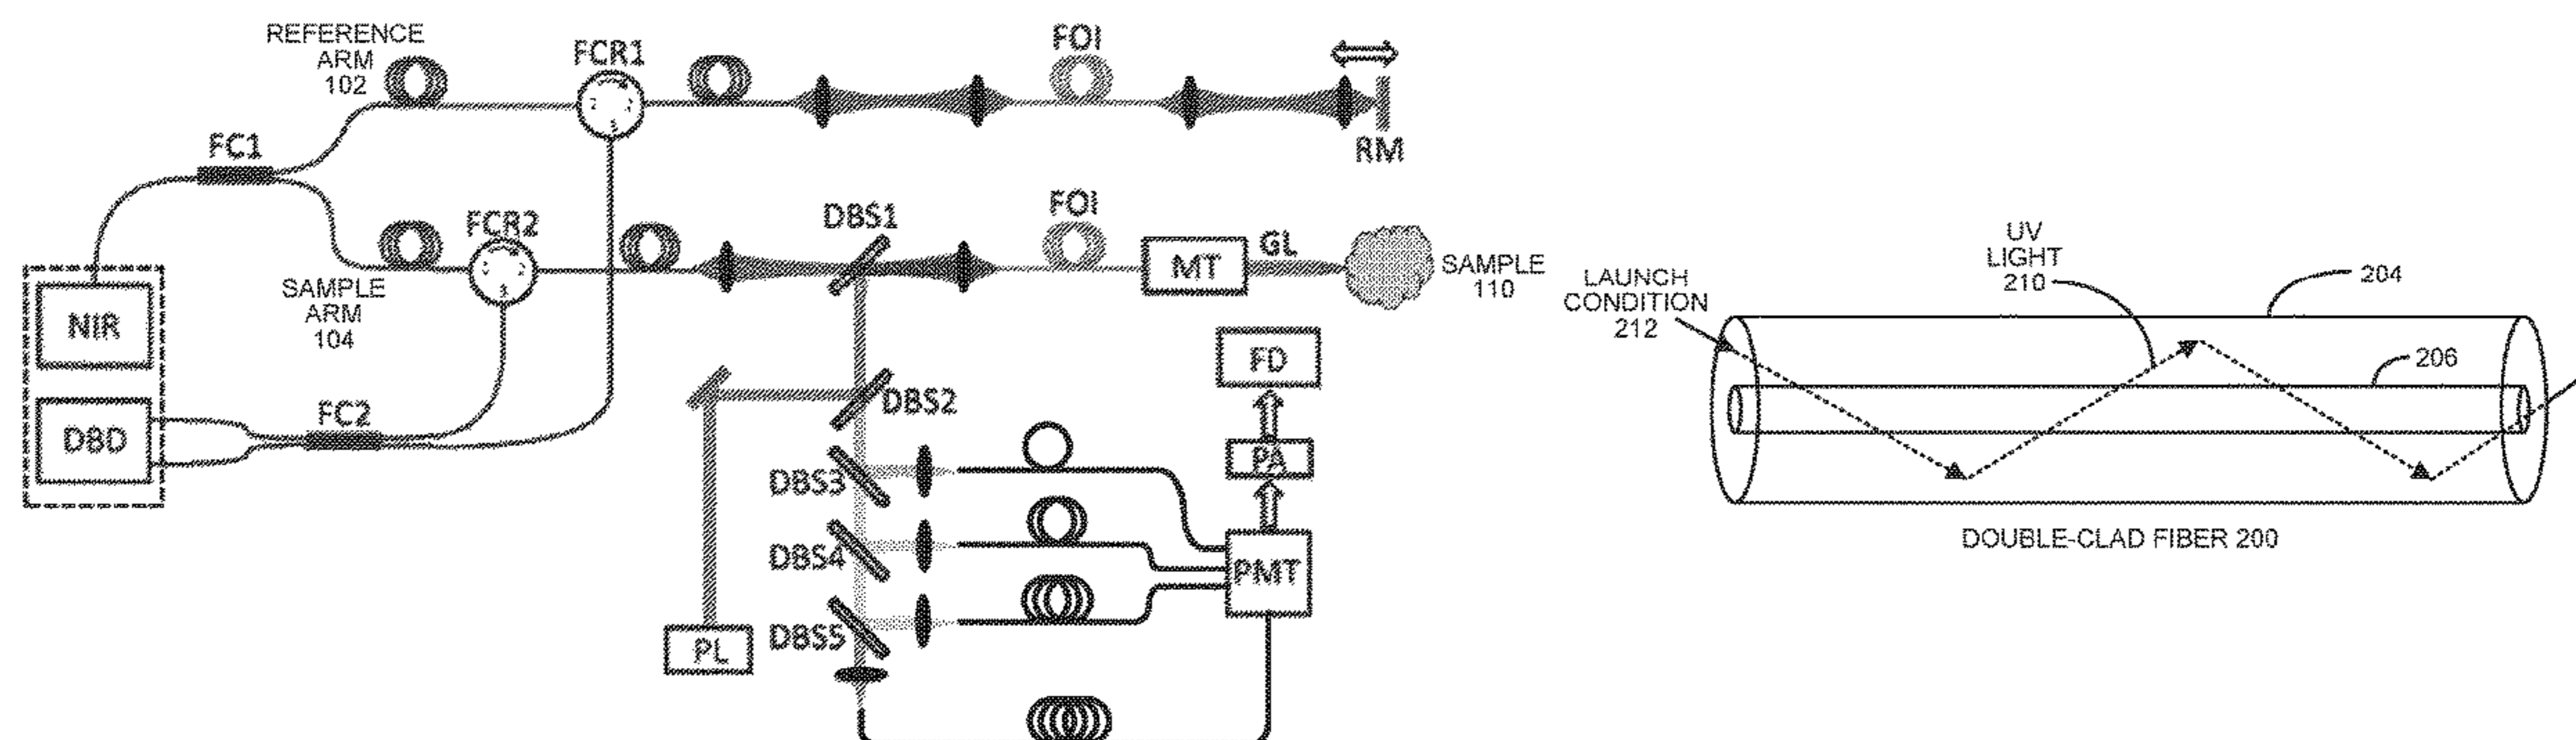 REFERENCE
ARM
102
FCR1
FOI
RM
FC1
FCR2
DBS1
FOI
MT
GL
SAMPLE
110
SAMPLE
ARM
104
NIR
DBD
FC2
DBS2
DBS3
DBS4
DBS5
PL
FD
PA
PMT
LAUNCH
CONDITION
212
UV
LIGHT
210
204
206
DOUBLE-CLAD FIBER 200